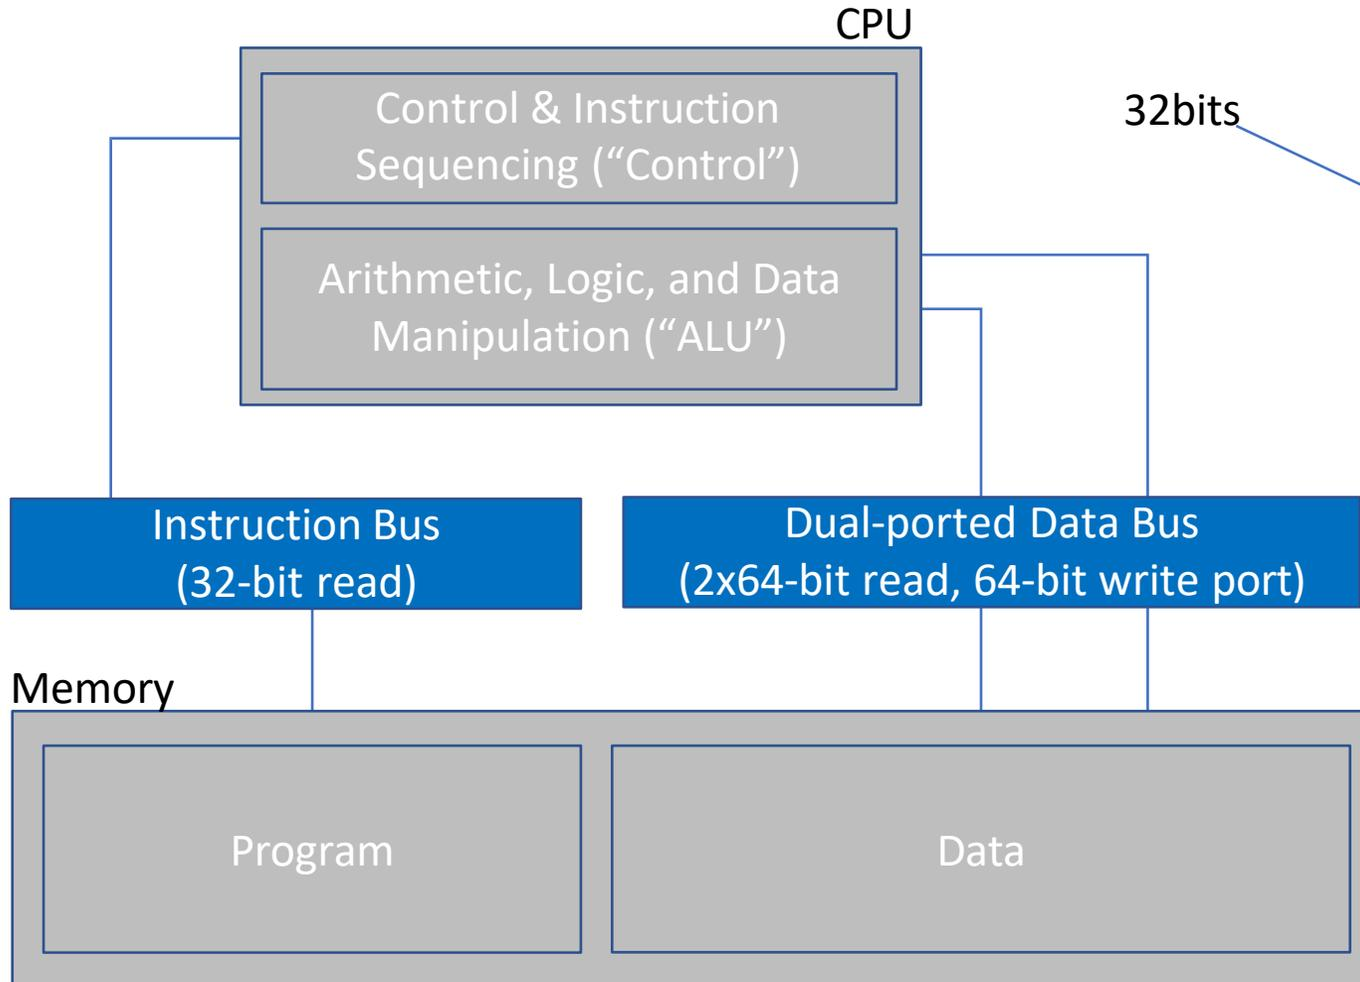 CPU
Control & Instruction
Sequencing (“Control”)
32bits
Arithmetic, Logic, and Data
Manipulation (“ALU”)
Instruction Bus
(32-bit read)
Dual-ported Data Bus
(2x64-bit read, 64-bit write port)
Memory
Program
Data